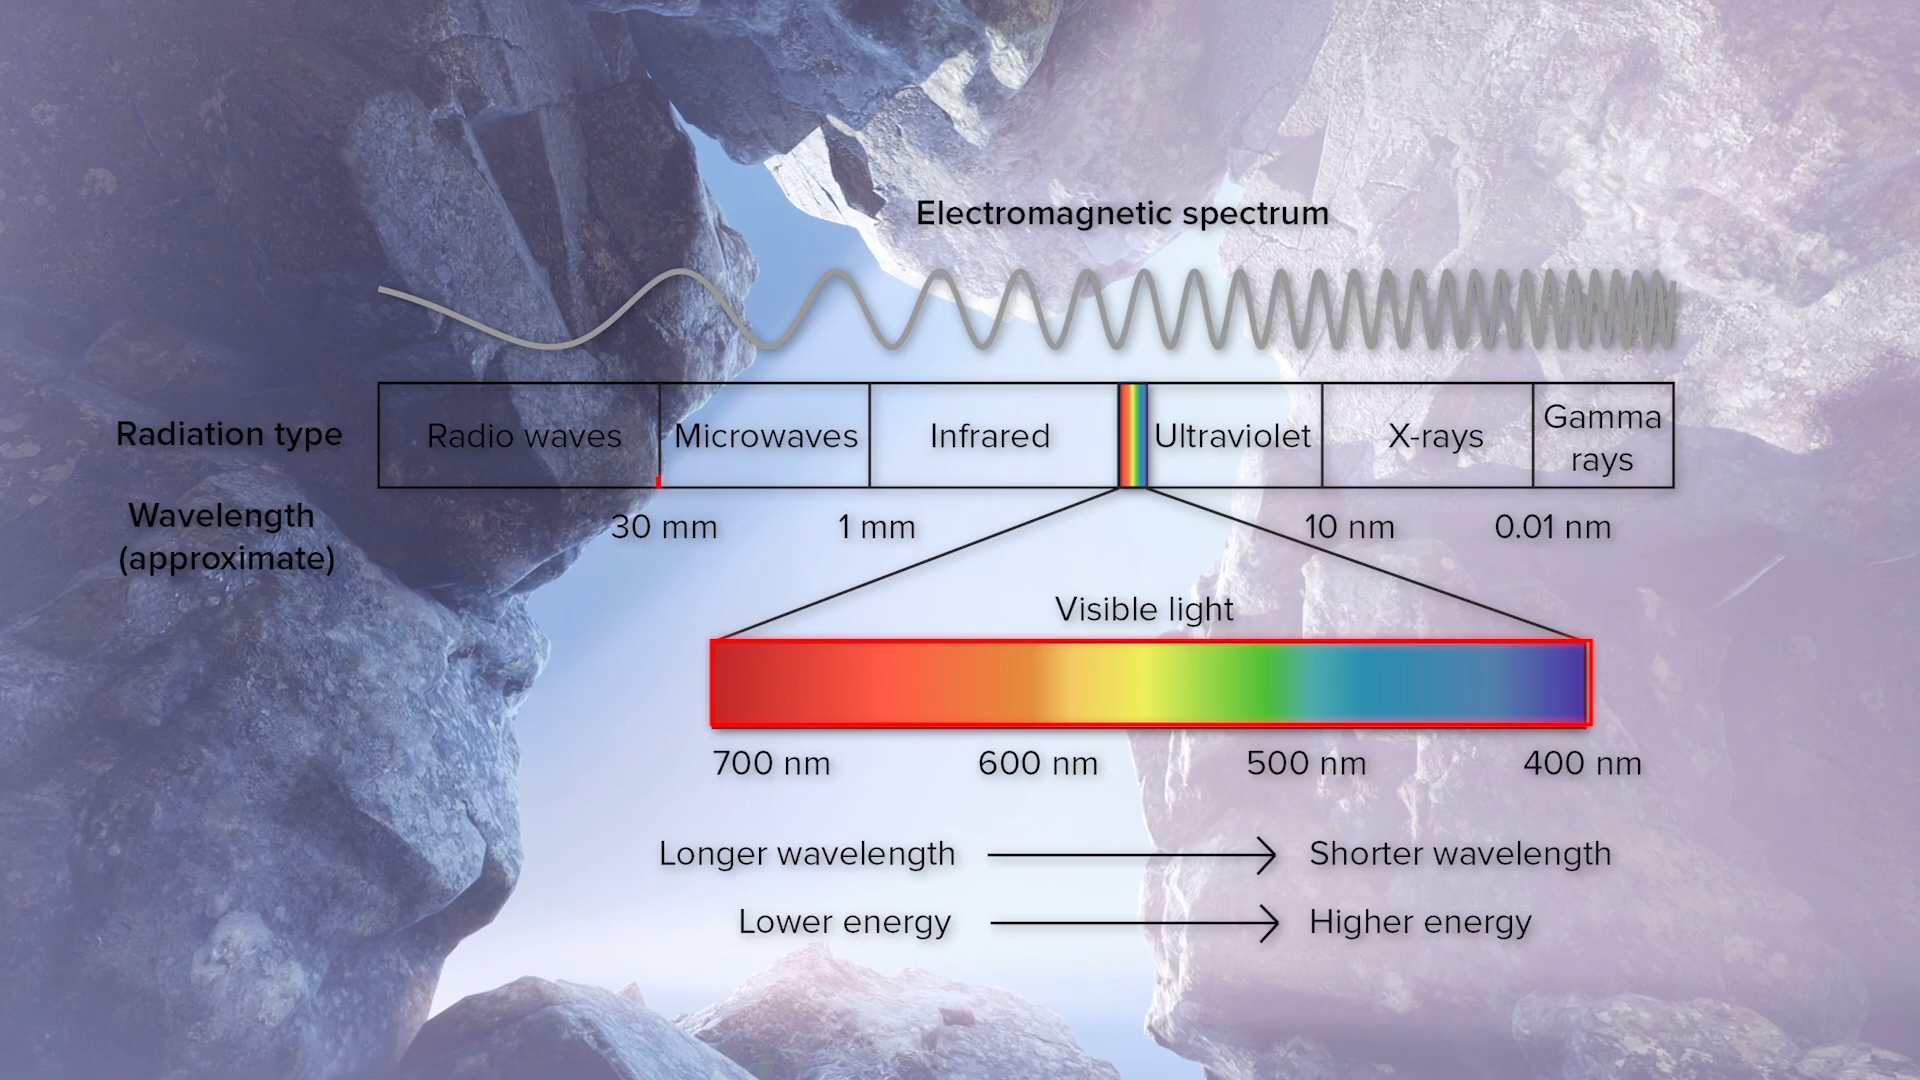 Electromagnetic spectrum
Radiation type
Radio waves
Microwaves
Infrared
Ultraviolet
X-rays
Gamma
rays
Wavelength
(approximate)
30 mm
1 mm
10 nm
0.01 nm
Visible light
700 nm
600 nm
500 nm
400 nm
Longer wavelength
Shorter wavelength
Lower energy
Higher energy